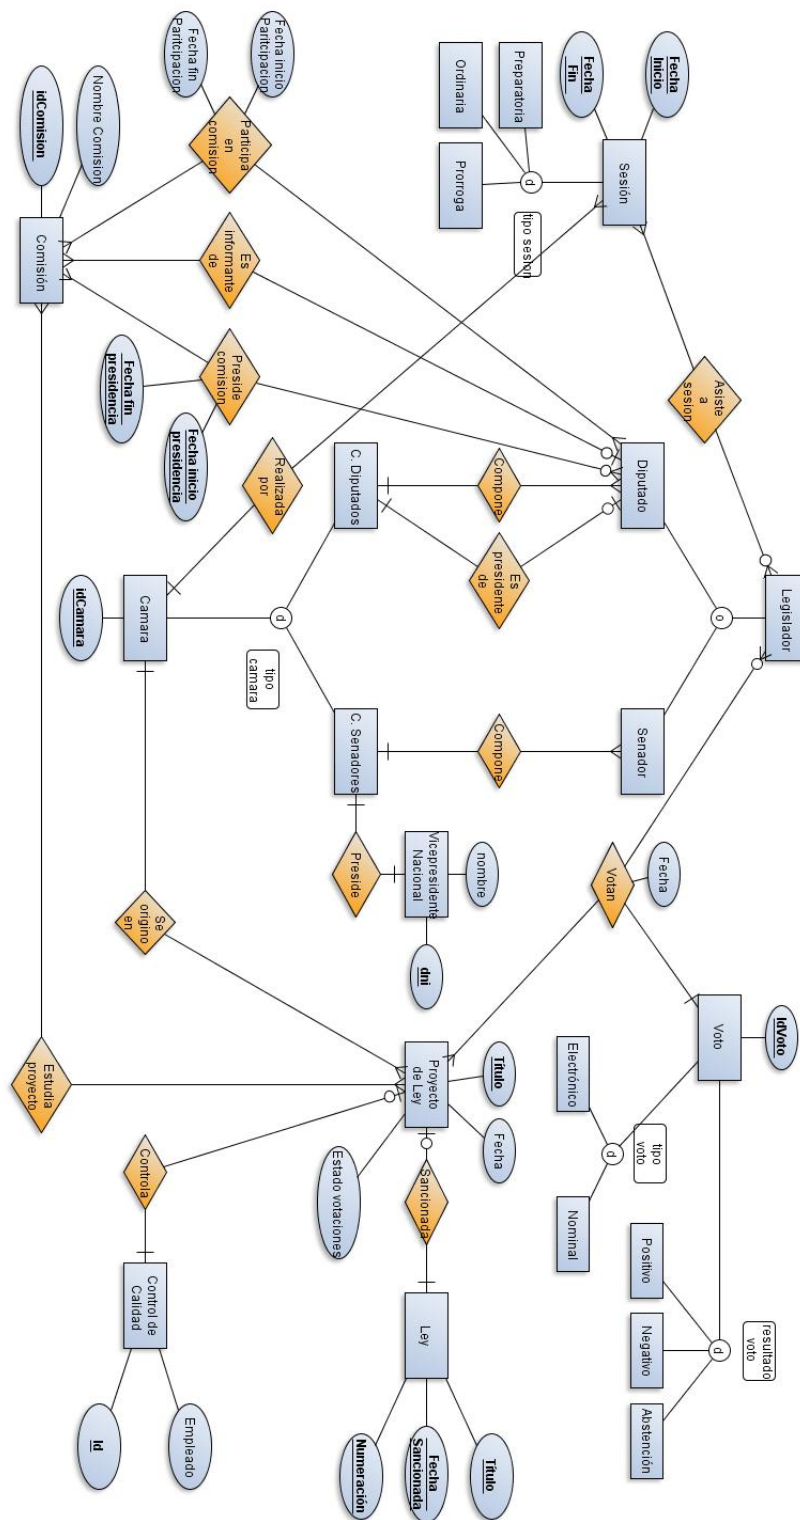 Legislador
IdVoto
Voto
resultado
voto
Asiste
a
sesion
Abstención
Fecha
Inicio
Fecha
Votan
tipo
voto
Positivo
Negativo
Sesión
Diputado
Senador
Electrónico
Nominal
Fecha
Fin
Preparatoria
tipo sesion
Compone
Es
presidente
de
Compone
nombre
Título
Fecha
Título
Ordinaria
Prorroga
Vicepresidente
Nacional
dni
Proyecto
de Ley
Sancionada
Ley
Fecha
Sancionada
C. Diputados
C. Senadores
Preside
Estado votaciones
Numeración
Fecha inicio
Paritcipacion
Realizada
por
tipo
camara
Participa
en
comision
Es
informante
de
Preside
comision
Fecha fin
Paritcipacion
Fecha inicio
presidencia
Camara
Se
origino
en
Controla
Control de
Calidad
Empleado
Nombre Comision
Fecha fin
presidencia
idCamara
Id
idComision
Comisión
Estudia
proyecto